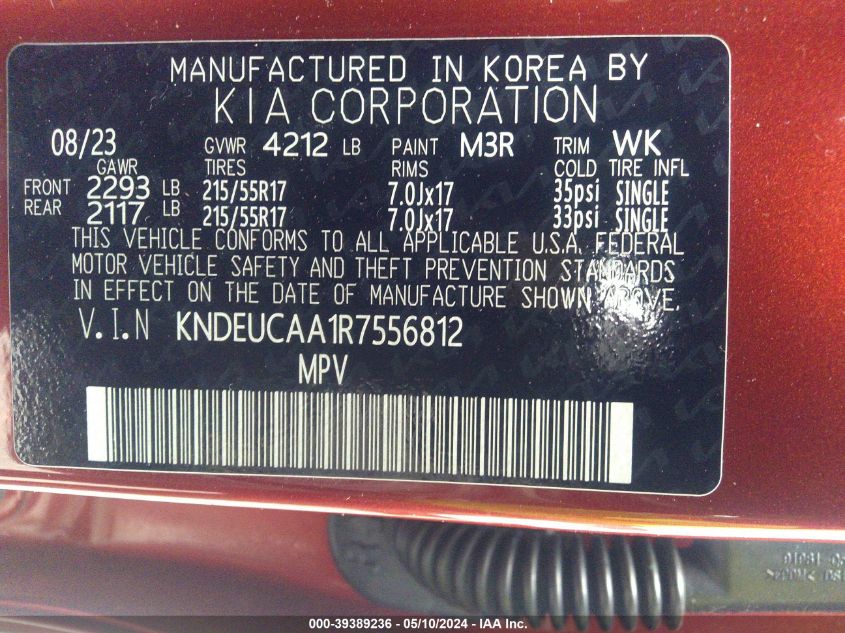 MANUFACTURED IN KOREA BY
KIA CORPORATION
08/23 GVWR 4212 LB PAINT M3R TRIM WK
GAWR TIRES RIMS COLD TIRE INFL
FRONT 2293 LB 215/55R17 7.0Jx17 35psi SINGLE
REAR 2117 LB 215/55R17 7.0Jx17 33psi SINGLE
THIS VEHICLE CONFORMS TO ALL APPLICABLE U.S.A. FEDERAL
MOTOR VEHICLE SAFETY AND THEFT PREVENTION STANDARDS
IN EFFECT ON THE DATE OF MANUFACTURE SHOWN ABOVE.
V.I.N KNDEUCAA1R7556812
MPV
000-39389236 - 05/10/2024 - IAA Inc.